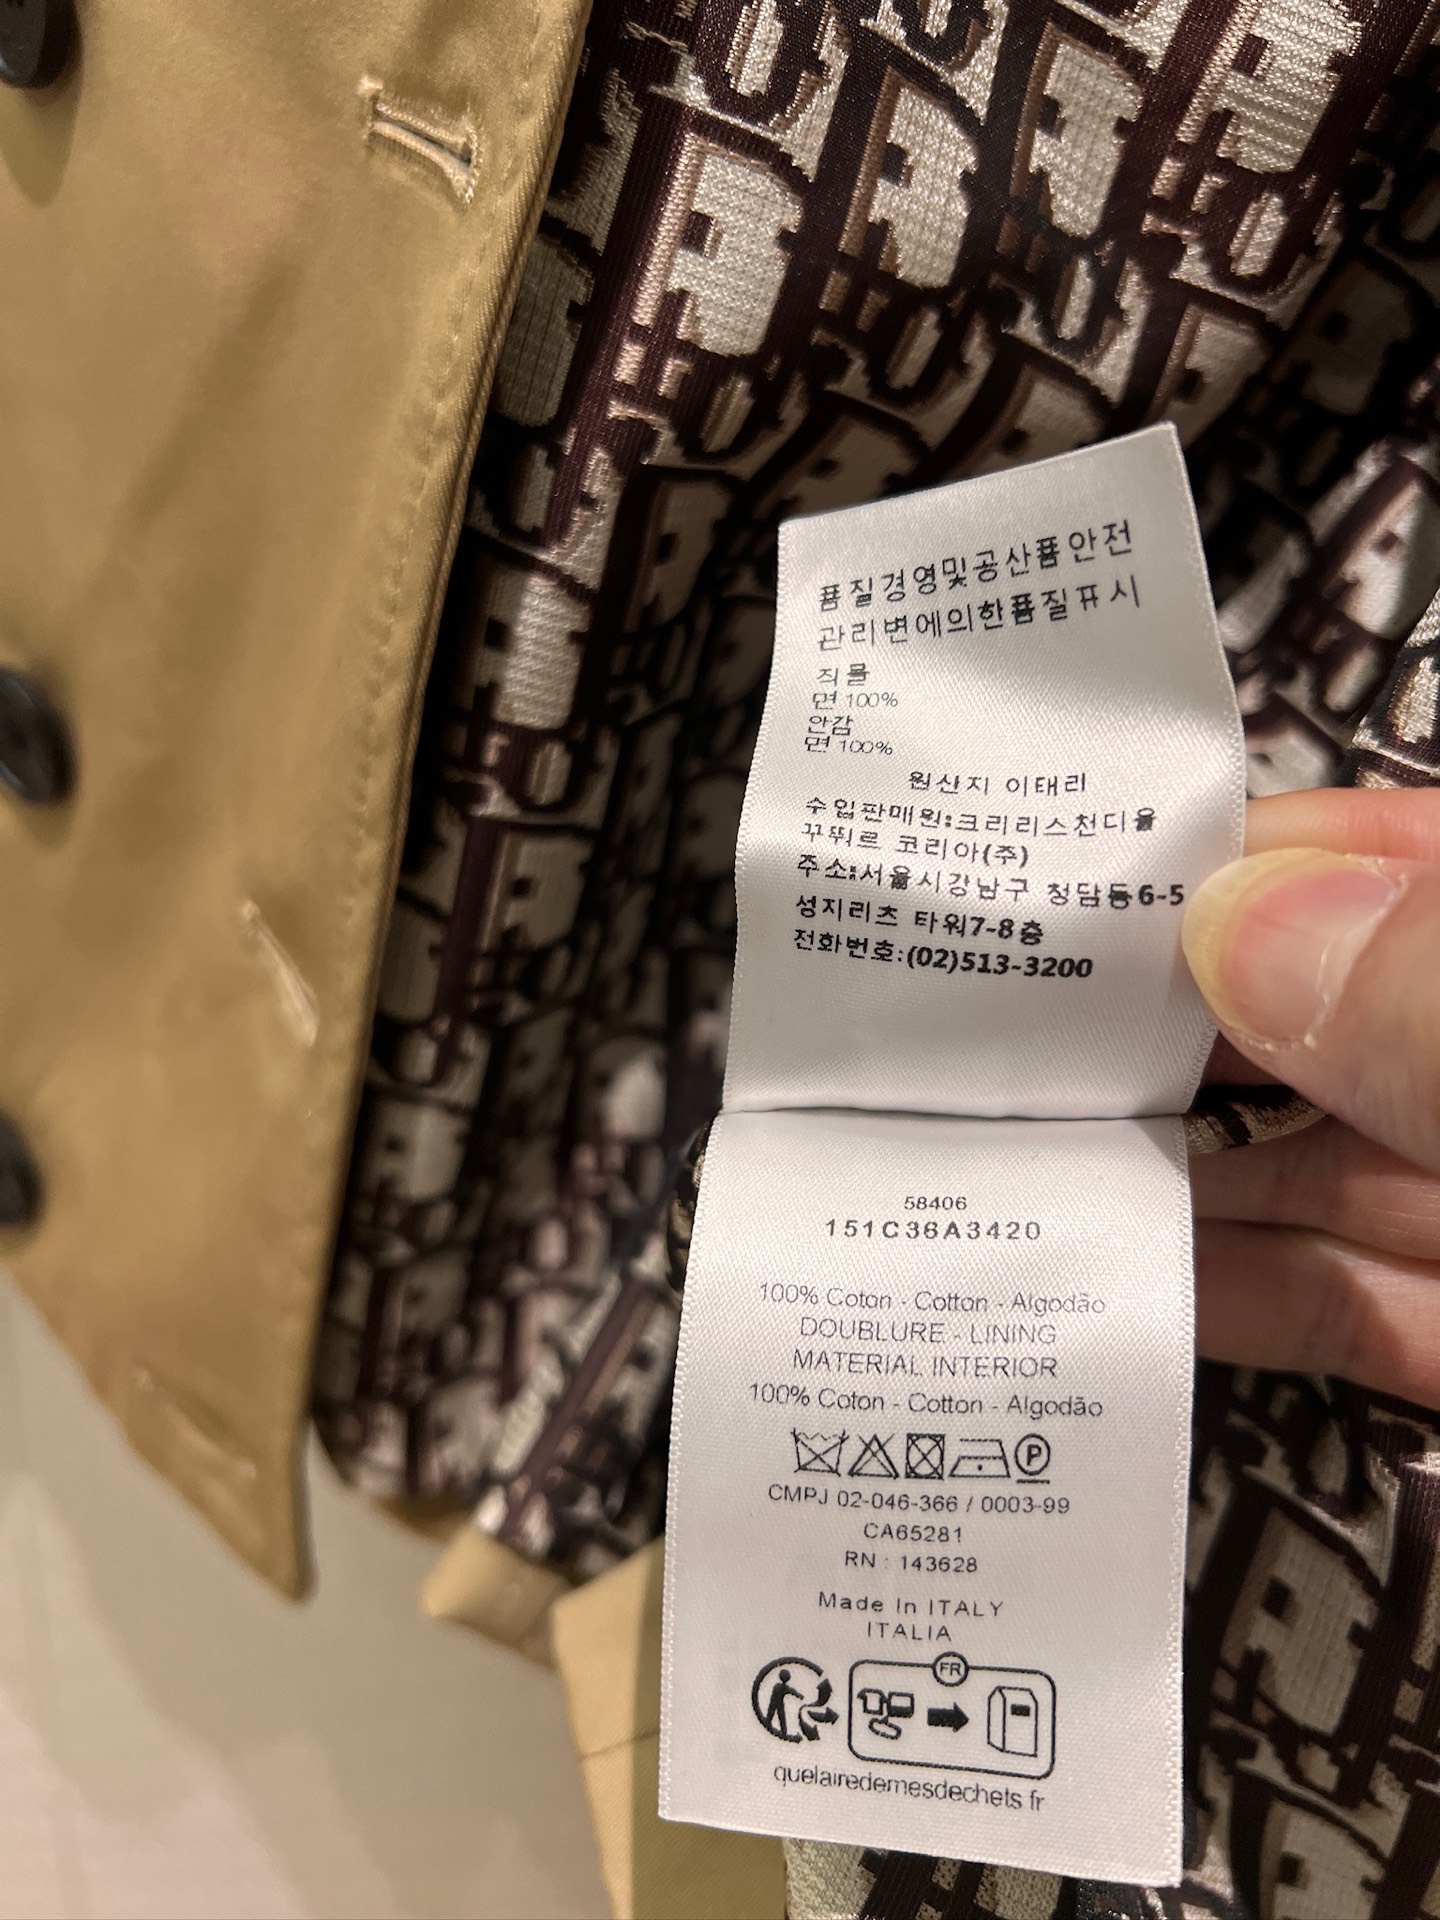 품질경영및공산품안전
관리변에의한품질표시
직물
면 100%
안감
면 100%
원산지 이태리
수입판매원:크리리스천디올
꾸뛰르 코리아(주)
주소:서울시강남구 청담동6-5
성지리츠 타워7-8층
전화번호:(02)513-3200
58406
151C36A3420
100% Coton - Cotton - Algodão
DOUBLURE - LINING
MATERIAL INTERIOR
100% Coton - Cotton - Algodão
P
CMPJ 02-046-366 / 0003-99
CA65281
RN : 143628
Made In ITALY
ITALIA
FR
quelairedemesdechets fr